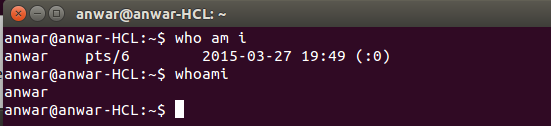 anwar@anwar-HCL: ~
anwar@anwar-HCL:~$ who am i
anwar    pts/6        2015-03-27 19:49 (:0)
anwar@anwar-HCL:~$ whoami
anwar
anwar@anwar-HCL:~$